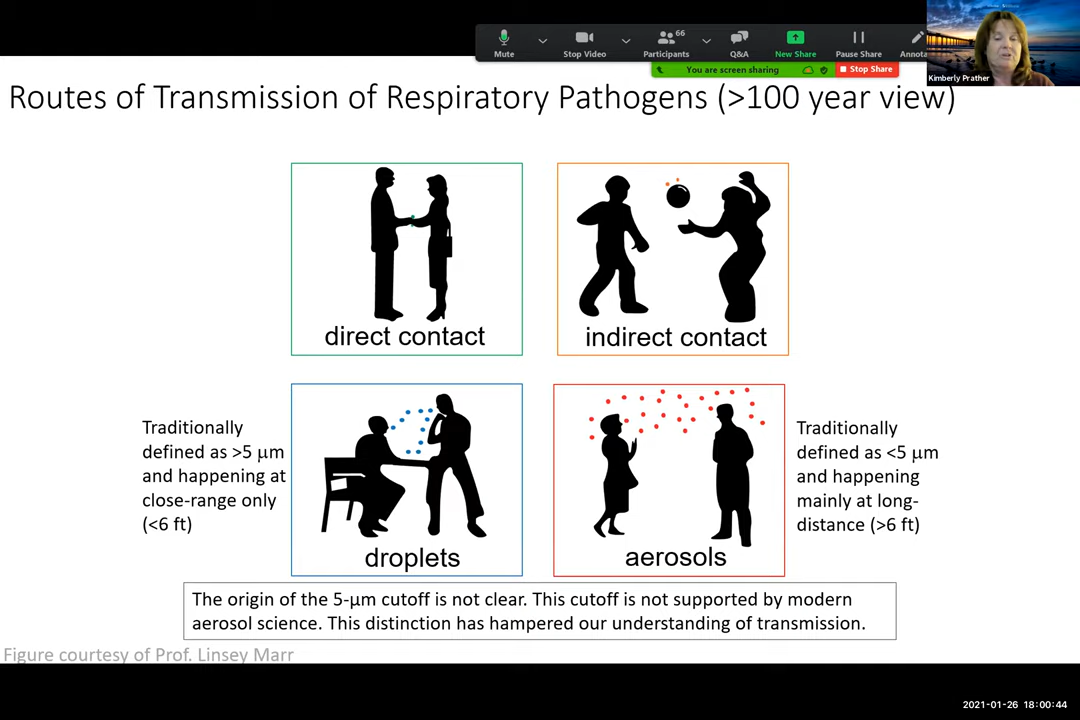 66
Mute
Stop Video
Participants
Q&A
New Share
Pause Share
Annota
You are screen sharing
Stop Share
Kimberly Prather
Routes of Transmission of Respiratory Pathogens (>100 year view)
direct contact
indirect contact
Traditionally
defined as >5 µm
and happening at
close-range only
(<6 ft)
droplets
aerosols
Traditionally
defined as <5 µm
and happening
mainly at long-
distance (>6 ft)
The origin of the 5-µm cutoff is not clear. This cutoff is not supported by modern
aerosol science. This distinction has hampered our understanding of transmission.
Figure courtesy of Prof. Linsey Marr
2021-01-26 18:00:44